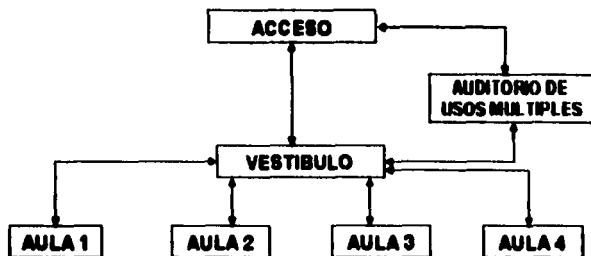 ACCESO
AUDITORIO DE
USOS MULTIPLES
VESTIBULO
AULA 1
AULA 2
AULA 3
AULA 4